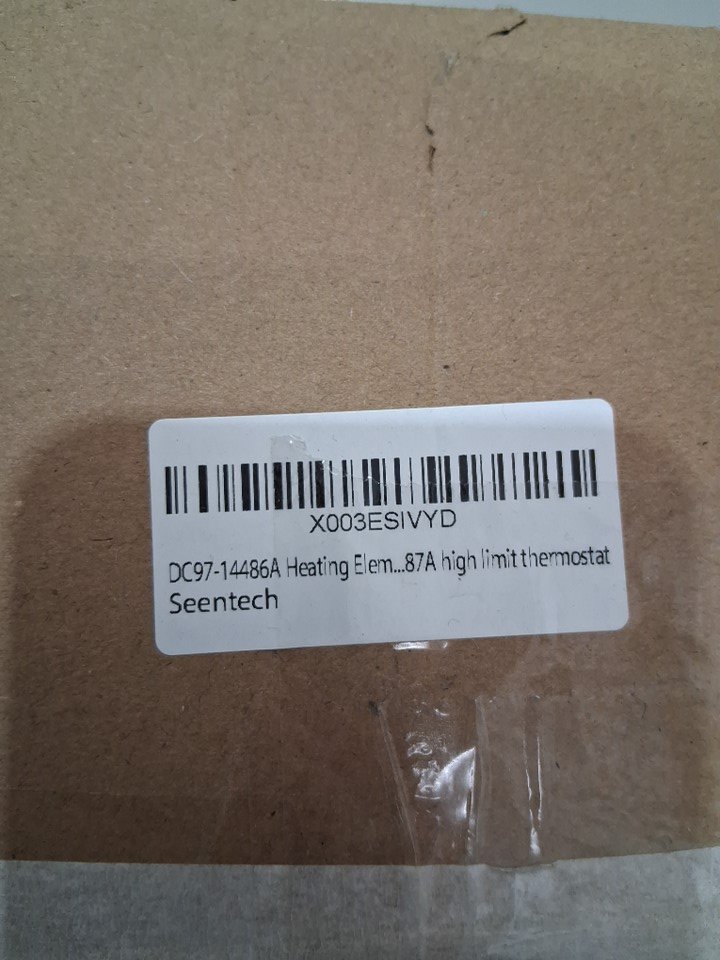 X003ESIVYD
DC97-14486A Heating Elem...87A high limit thermostat
Seentech